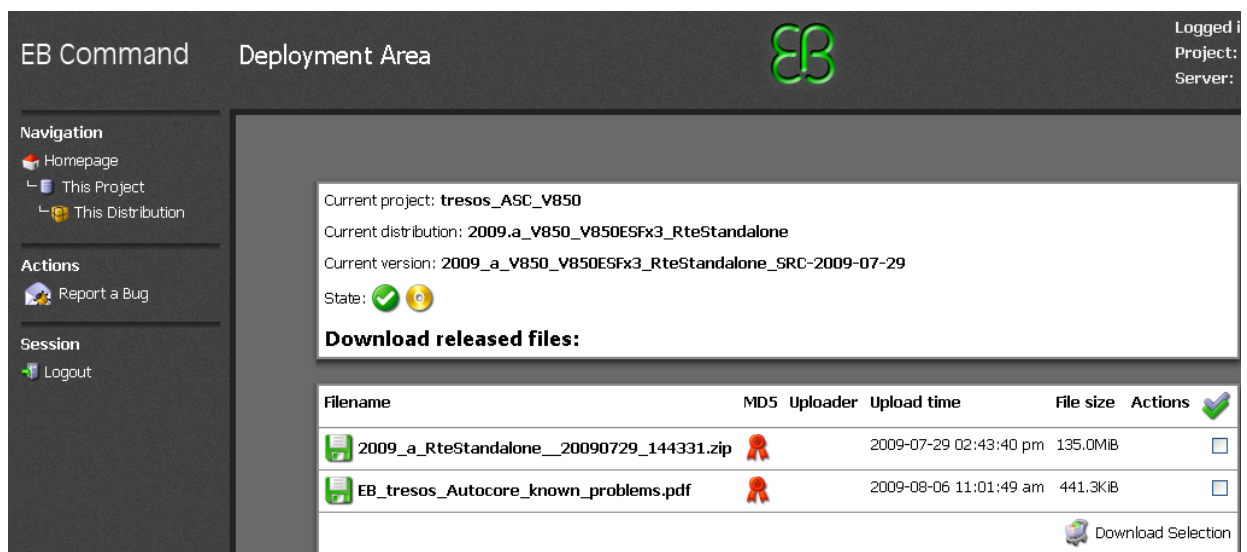 EB Command
Deployment Area
EB
Logged i
Project:
Server:
Navigation
Homepage
This Project
This Distribution
Actions
Report a Bug
Session
Logout
Current project: tresos_ASC_V850
Current distribution: 2009.a_V850_V850ESFx3_RteStandalone
Current version: 2009_a_V850_V850ESFx3_RteStandalone_SRC-2009-07-29
State:
Download released files:
Filename MD5 Uploader Upload time File size Actions
2009_a_RteStandalone__20090729_144331.zip 2009-07-29 02:43:40 pm 135.0MiB
EB_tresos_Autocore_known_problems.pdf 2009-08-06 11:01:49 am 441.3KiB
Download Selection